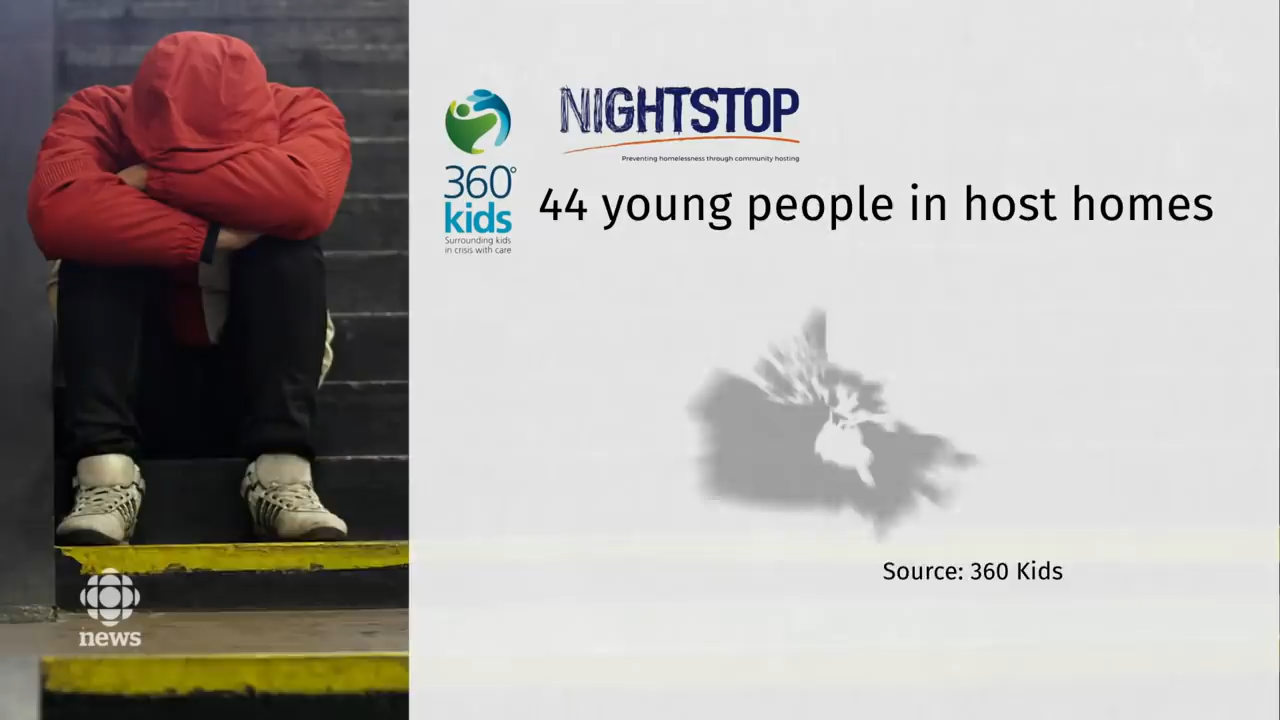 NIGHTSTOP
Preventing homelessness through community hosting
360°
kids
Surrounding kids
in crisis with care
44 young people in host homes
Source: 360 Kids
news